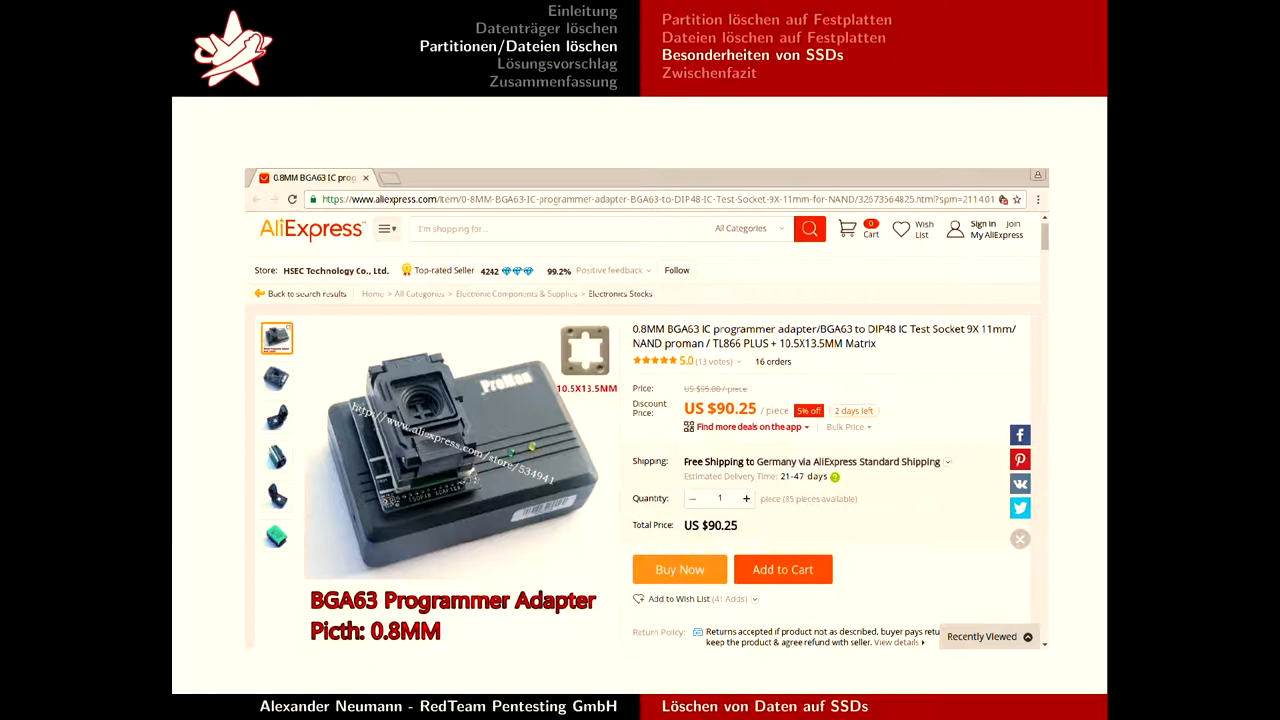 Einleitung
Datenträger löschen
Partitionen/Dateien löschen
Lösungsvorschlag
Zusammenfassung
Partition löschen auf Festplatten
Dateien löschen auf Festplatten
Besonderheiten von SSDs
Zwischenfazit
0.8MM BGA63 IC prog
https://www.aliexpress.com/item/0-8MM-BGA63-IC-programmer-adapter-BGA63-to-DIP48-IC-Test-Socket-9X-11mm-for-NAND/32673564825.html?spm=2114.01
AliExpress
I'm shopping for...
All Categories
0
Cart
Wish
List
Sign in Join
My AliExpress
Store: HSEC Technology Co., Ltd. Top-rated Seller 4242 99.2% Positive feedback Follow
Back to search results Home > All Categories > Electronic Components & Supplies > Electronics Stocks
ProMan
10.5X13.5MM
http://www.aliexpress.com/store/534941
BGA63 Programmer Adapter
Picth: 0.8MM
0.8MM BGA63 IC programmer adapter/BGA63 to DIP48 IC Test Socket 9X 11mm/
NAND proman / TL866 PLUS + 10.5X13.5MM Matrix
5.0 (13 votes) 16 orders
Price: US $95.00 / piece
Discount
Price:
US $90.25 / piece 5% off 2 days left
Find more deals on the app Bulk Price
Shipping: Free Shipping to Germany via AliExpress Standard Shipping
Estimated Delivery Time: 21-47 days
Quantity: 1 piece (85 pieces available)
Total Price: US $90.25
Buy Now
Add to Cart
Add to Wish List (41 Adds)
Return Policy: Returns accepted if product not as described, buyer pays retu
keep the product & agree refund with seller. View details
Recently Viewed
Alexander Neumann - RedTeam Pentesting GmbH
Löschen von Daten auf SSDs